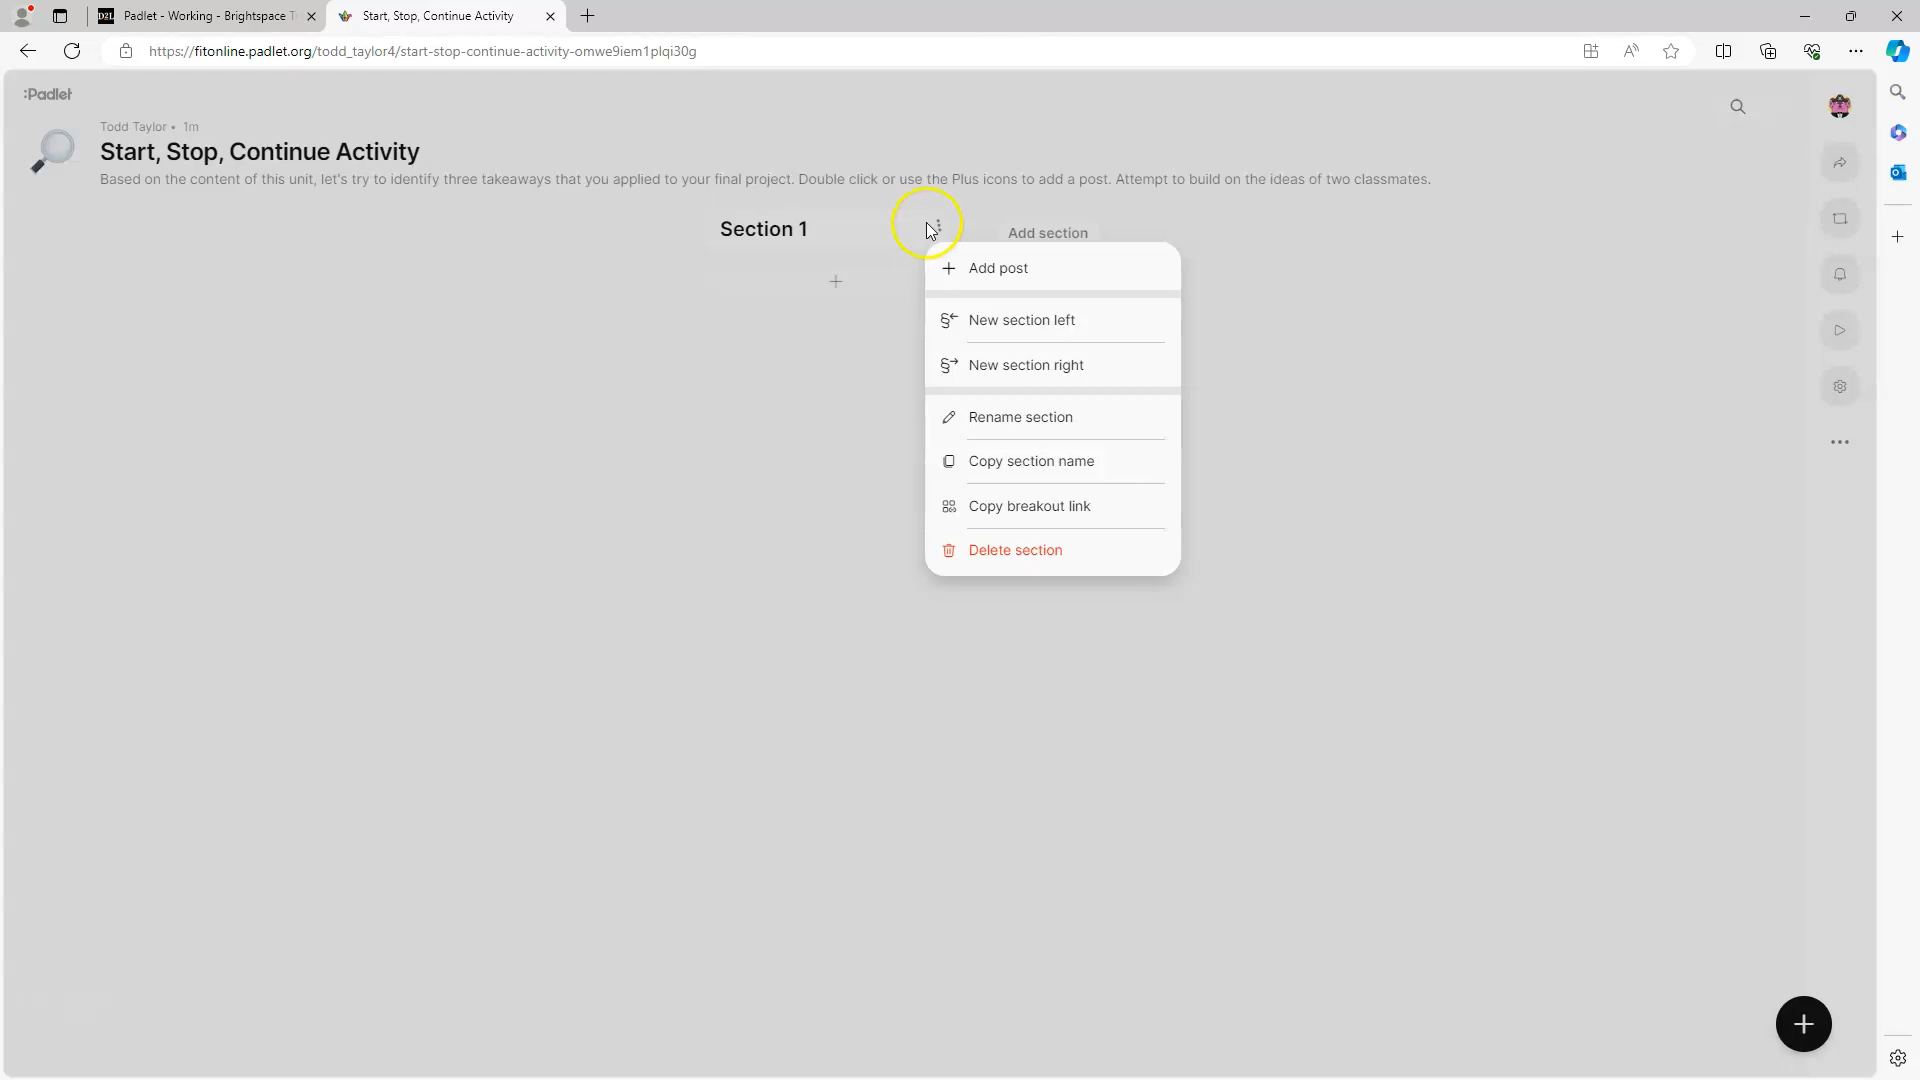 D2L Padlet - Working - Brightspace
Start, Stop, Continue Activity
https://fitonline.padlet.org/todd_taylor4/start-stop-continue-activity-omwe9iem1plqi30g
:Padlet
Todd Taylor • 1m
Start, Stop, Continue Activity
Based on the content of this unit, let's try to identify three takeaways that you applied to your final project. Double click or use the Plus icons to add a post. Attempt to build on the ideas of two classmates.
Section 1
Add section
Add post
New section left
New section right
Rename section
Copy section name
Copy breakout link
Delete section